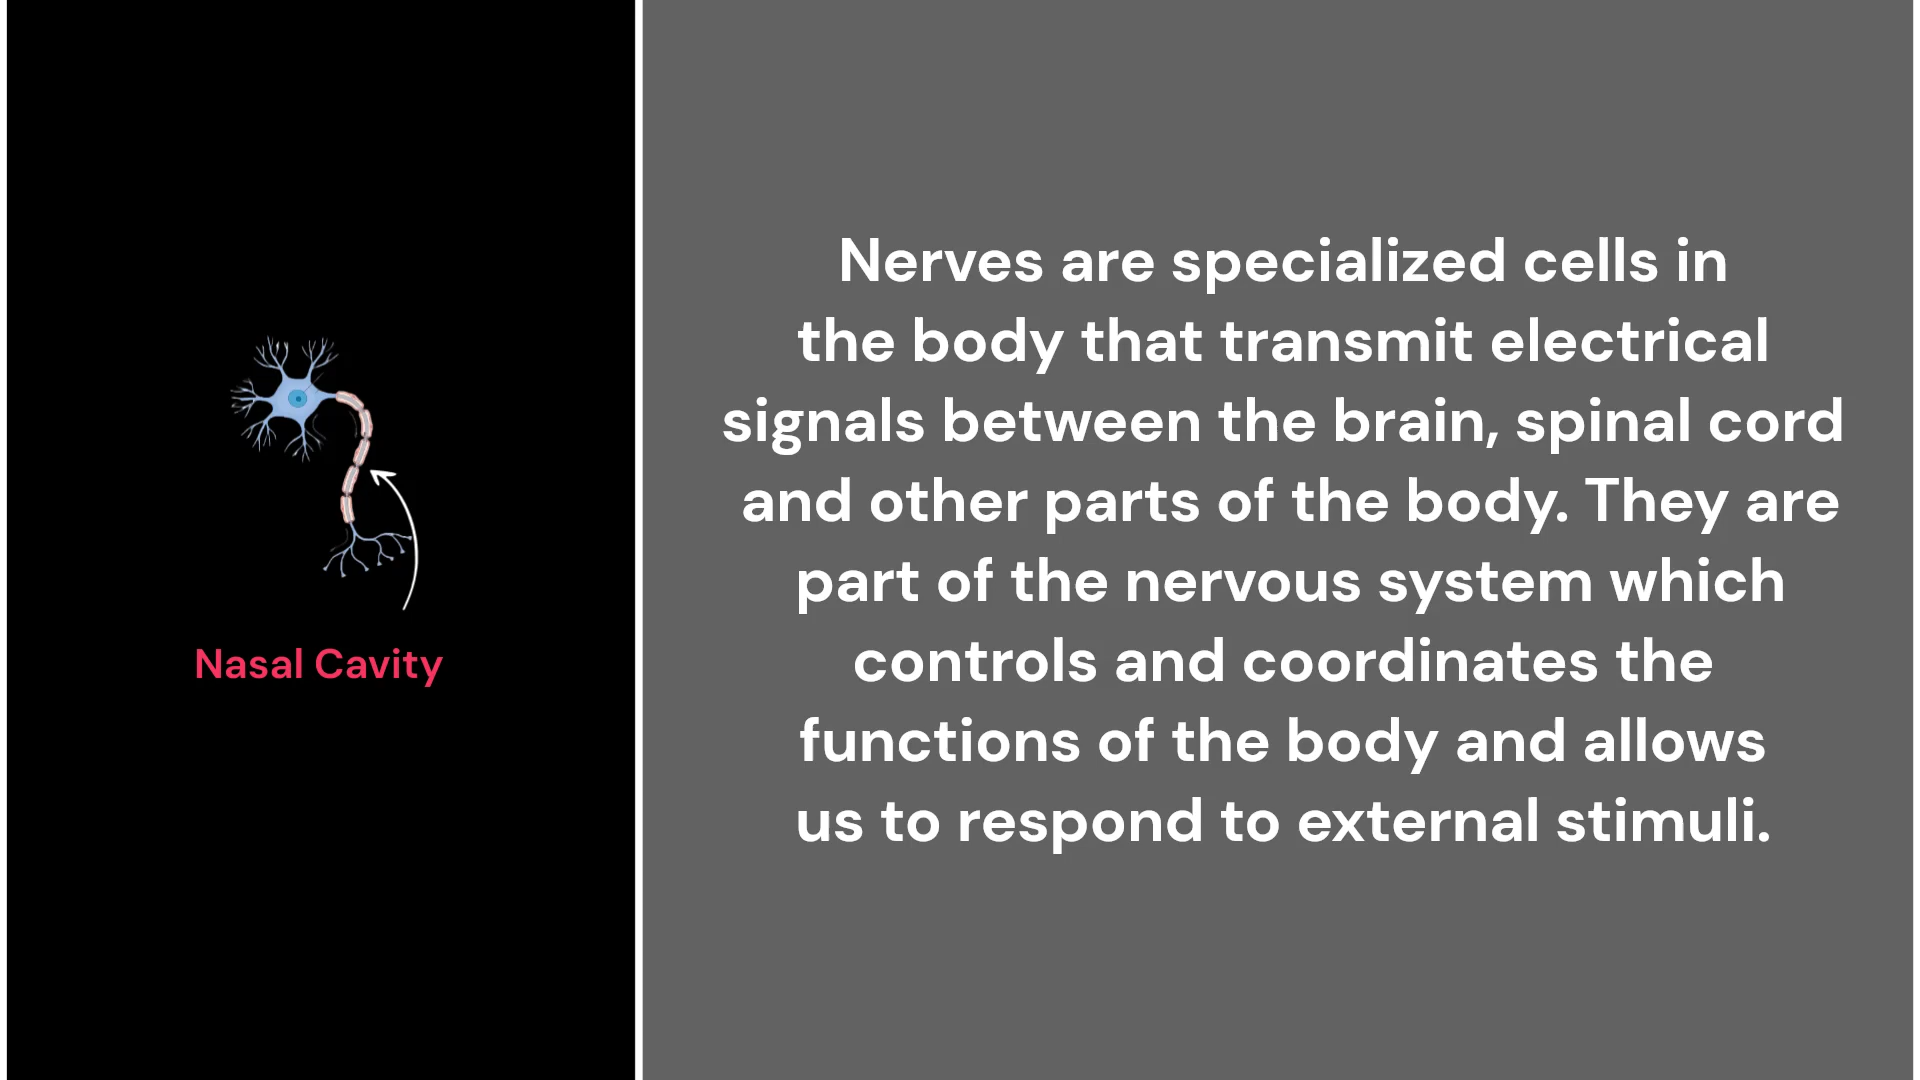 Nasal Cavity
Nerves are specialized cells in
the body that transmit electrical
signals between the brain, spinal cord
and other parts of the body. They are
part of the nervous system which
controls and coordinates the
functions of the body and allows
us to respond to external stimuli.